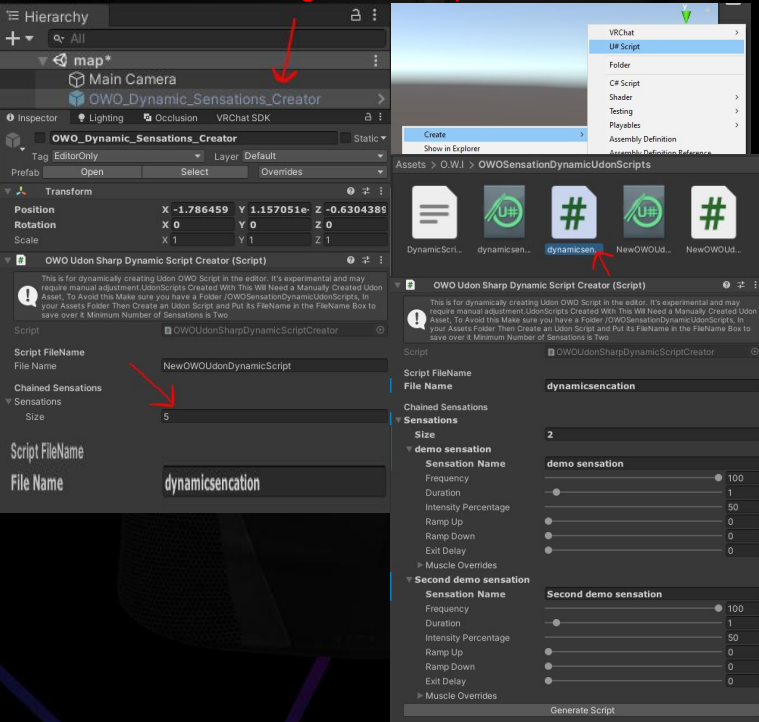 Hierarchy
All
map*
Main Camera
OWO_Dynamic_Sensations_Creator
Inspector
Lighting
Occlusion
VRChat SDK
OWO_Dynamic_Sensations_Creator
Static
Tag EditorOnly
Layer Default
Prefab
Open
Select
Overrides
Transform
Position X -1.786459 Y 1.157051e- Z -0.6304389
Rotation X 0 Y 0 Z 0
Scale X 1 Y 1 Z 1
OWO Udon Sharp Dynamic Script Creator (Script)
This is for dynamically creating Udon OWO Script in the editor. It's experimental and may
require manual adjustment.UdonScripts Created With This Will Need a Manually Created Udon
Asset, To Avoid this Make sure you have a Folder /OWOSensationDynamicUdonScripts, In
your Assets Folder Then Create an Udon Script and Put its FileName in the FileName Box to
save over it Minimum Number of Sensations is Two
Script
OWOUdonSharpDynamicScriptCreator
Script FileName
File Name
NewOWOUdonDynamicScript
Chained Sensations
Sensations
Size
5
Script FileName
File Name
dynamicsencation
VRChat
U# Script
Folder
C# Script
Shader
Testing
Playables
Assembly Definition
Assembly Definition Reference
Create
Show in Explorer
Assets > O.W.I > OWOSensationDynamicUdonScripts
U#
#
U#
#
DynamicScri...
dynamicsen...
dynamicsen...
NewOWOUd...
NewOWOUd...
OWO Udon Sharp Dynamic Script Creator (Script)
This is for dynamically creating Udon OWO Script in the editor. It's experimental and may
require manual adjustment.UdonScripts Created With This Will Need a Manually Created Udon
Asset, To Avoid this Make sure you have a Folder /OWOSensationDynamicUdonScripts, In
your Assets Folder Then Create an Udon Script and Put its FileName in the FileName Box to
save over it Minimum Number of Sensations is Two
Script
OWOUdonSharpDynamicScriptCreator
Script FileName
File Name
dynamicsencation
Chained Sensations
Sensations
Size
2
demo sensation
Sensation Name
demo sensation
Frequency
100
Duration
1
Intensity Percentage
50
Ramp Up
0
Ramp Down
0
Exit Delay
0
Muscle Overrides
Second demo sensation
Sensation Name
Second demo sensation
Frequency
100
Duration
1
Intensity Percentage
50
Ramp Up
0
Ramp Down
0
Exit Delay
0
Muscle Overrides
Generate Script